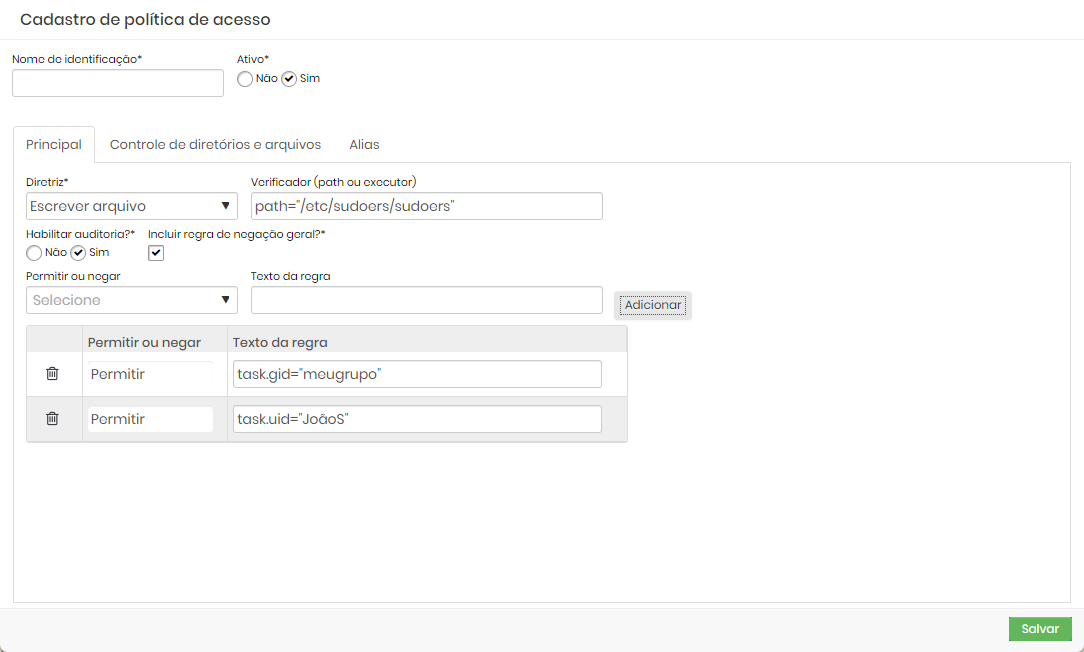 Cadastro de política de acesso
Nome de identificação* Ativo*
Não Sim
Principal Controle de diretórios e arquivos Alias
Diretriz* Verificador (path ou executor)
Escrever arquivo path="/etc/sudoers/sudoers"
Habilitar auditoria?* Incluir regra de negação geral?*
Não Sim
Permitir ou negar Texto da regra
Selecione Adicionar
Permitir ou negar Texto da regra
Permitir task.gid="meugrupo"
Permitir task.uid="JoãoS"
Salvar